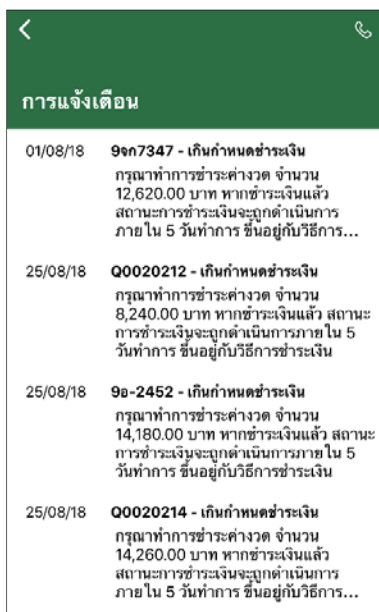 การแจ้งเตือน
01/08/18 9จก7347 - เกินกำหนดชำระเงิน
กรุณาทำการชำระค่างวด จำนวน
12,620.00 บาท หากชำระเงินแล้ว
สถานะการชำระเงินจะถูกดำเนินการ
ภายใน 5 วันทำการ ขึ้นอยู่กับวิธีการ...
25/08/18 Q0020212 - เกินกำหนดชำระเงิน
กรุณาทำการชำระค่างวด จำนวน
8,240.00 บาท หากชำระเงินแล้ว สถานะ
การชำระเงินจะถูกดำเนินการภายใน 5
วันทำการ ขึ้นอยู่กับวิธีการชำระเงิน
25/08/18 9อ-2452 - เกินกำหนดชำระเงิน
กรุณาทำการชำระค่างวด จำนวน
14,180.00 บาท หากชำระเงินแล้ว สถานะ
การชำระเงินจะถูกดำเนินการภายใน 5
วันทำการ ขึ้นอยู่กับวิธีการชำระเงิน
25/08/18 Q0020214 - เกินกำหนดชำระเงิน
กรุณาทำการชำระค่างวด จำนวน
14,260.00 บาท หากชำระเงินแล้ว
สถานะการชำระเงินจะถูกดำเนินการ
ภายใน 5 วันทำการ ขึ้นอยู่กับวิธีการ...